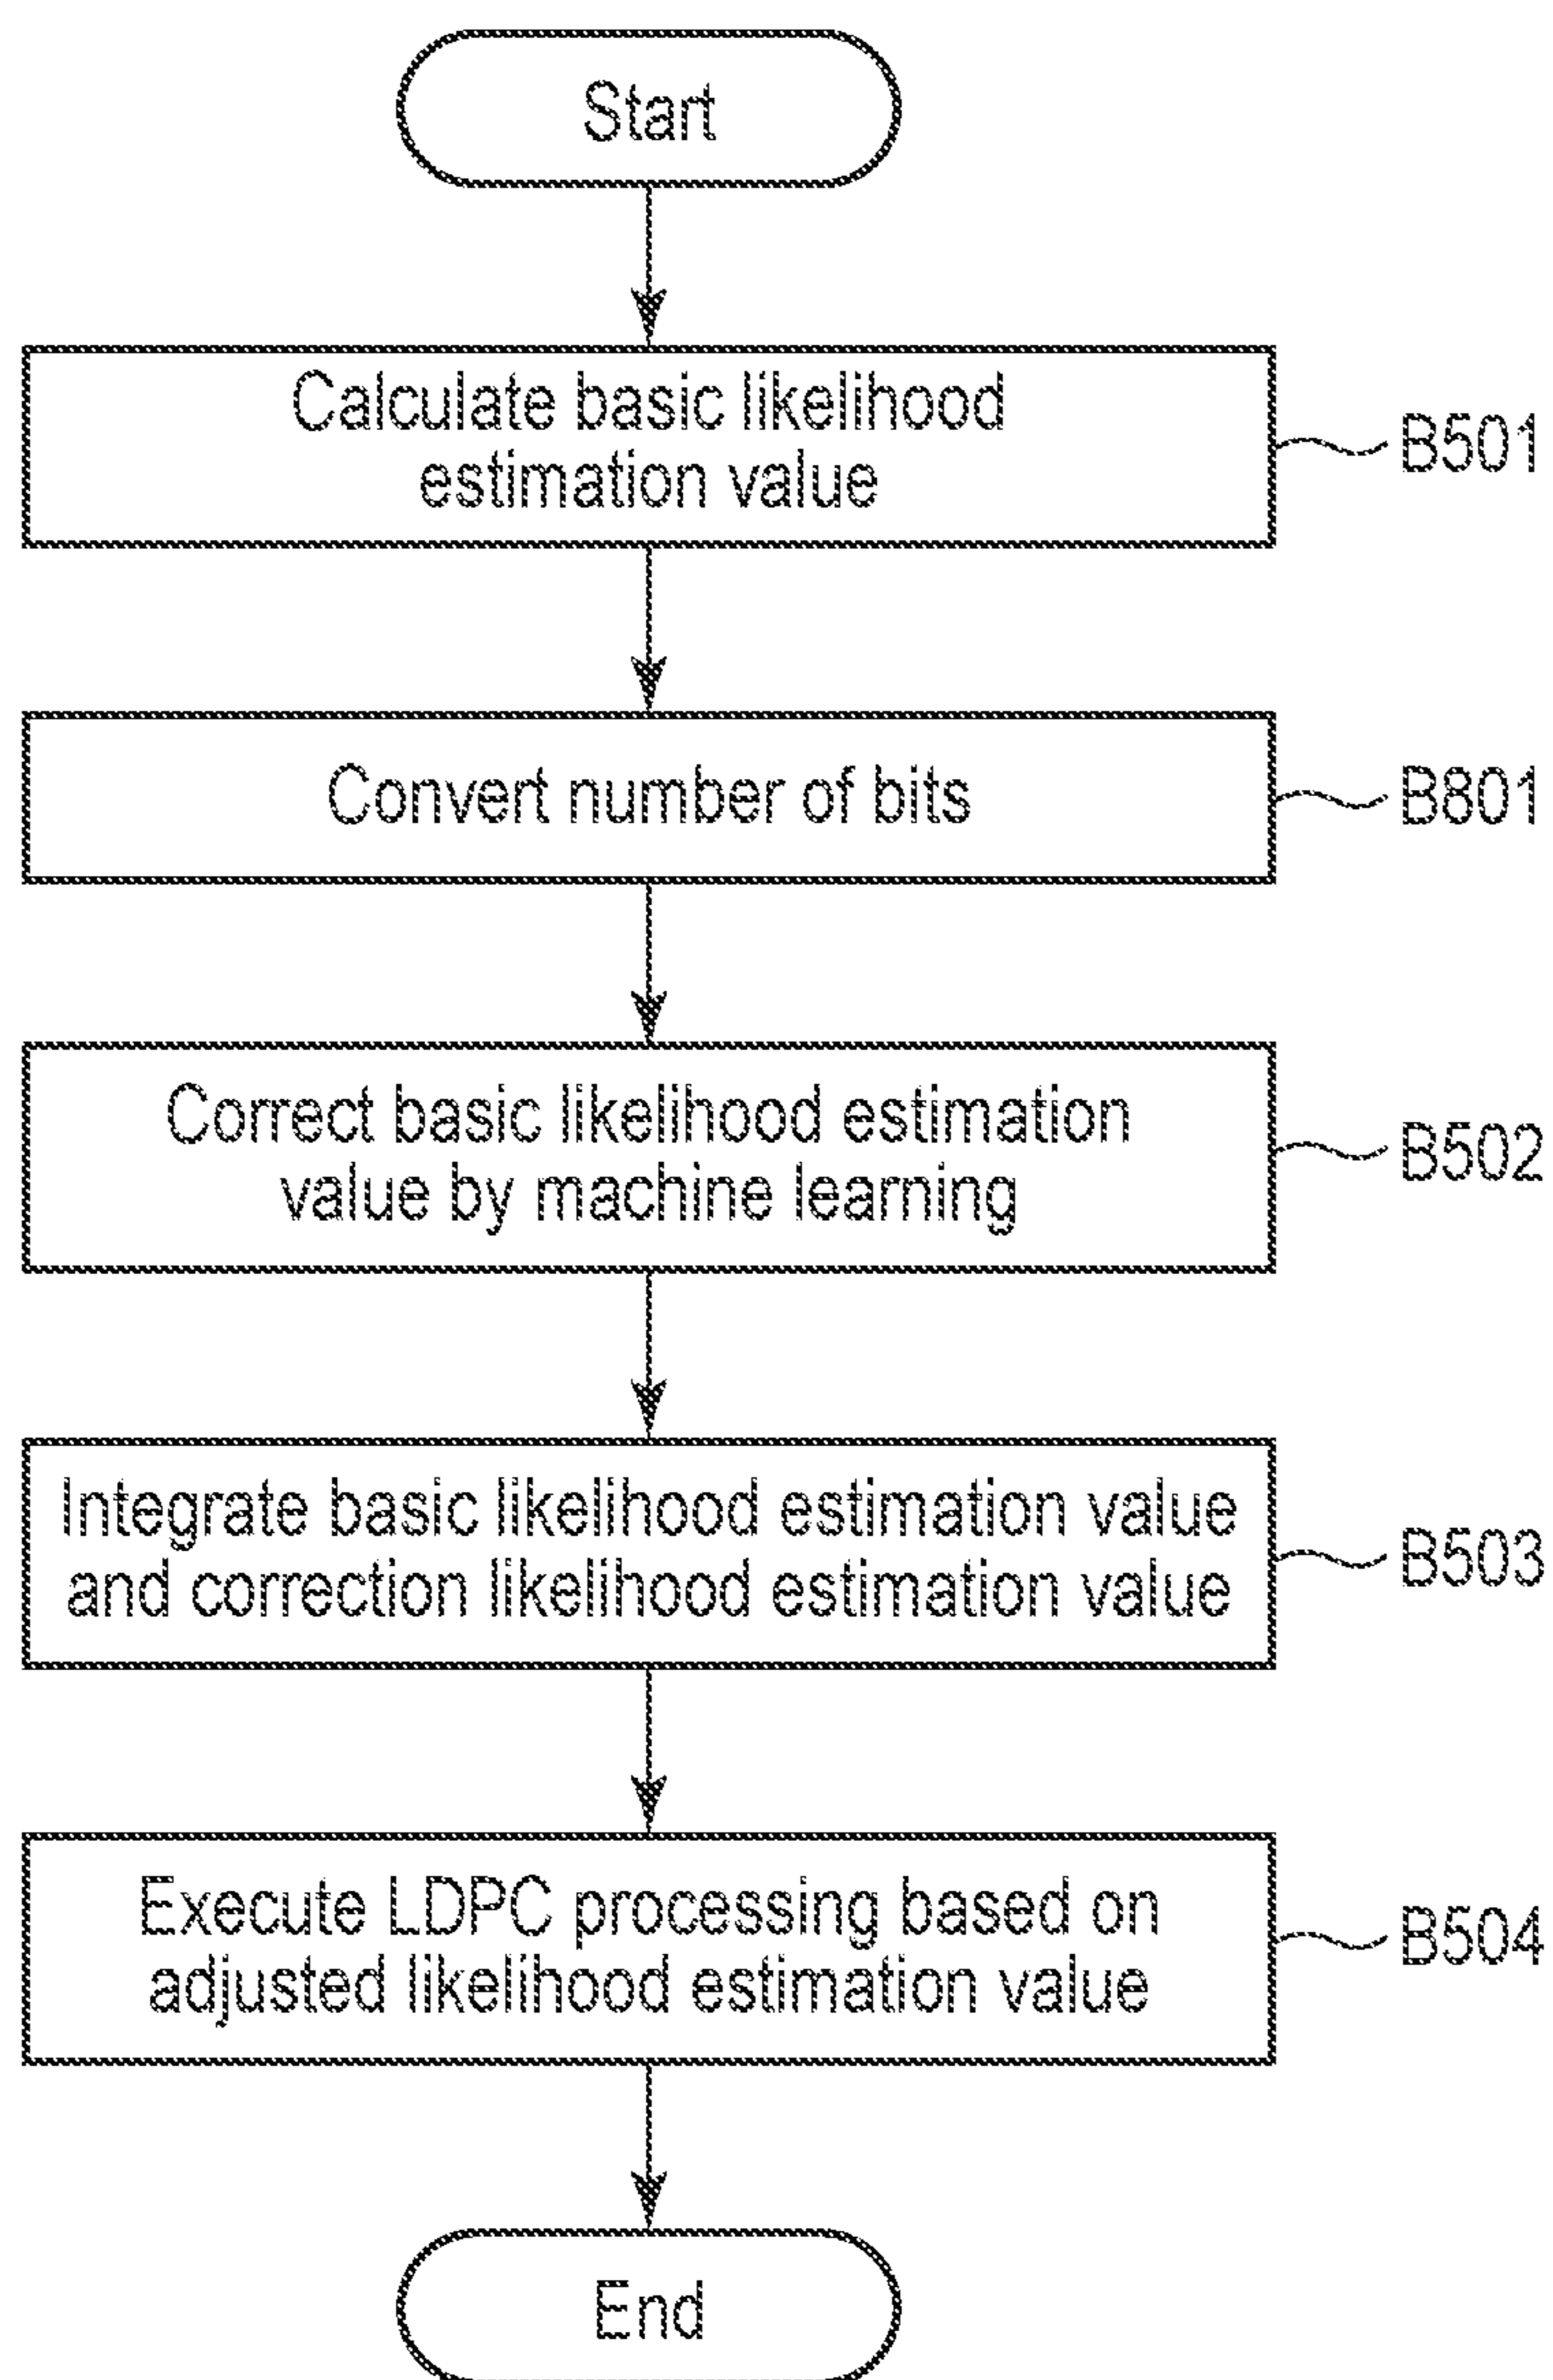 Start
Calculate basic likelihood
estimation value
B501
Convert number of bits
B801
Correct basic likelihood estimation
value by machine learning
B502
Integrate basic likelihood estimation value
and correction likelihood estimation value
B503
Execute LDPC processing based on
adjusted likelihood estimation value
B504
End